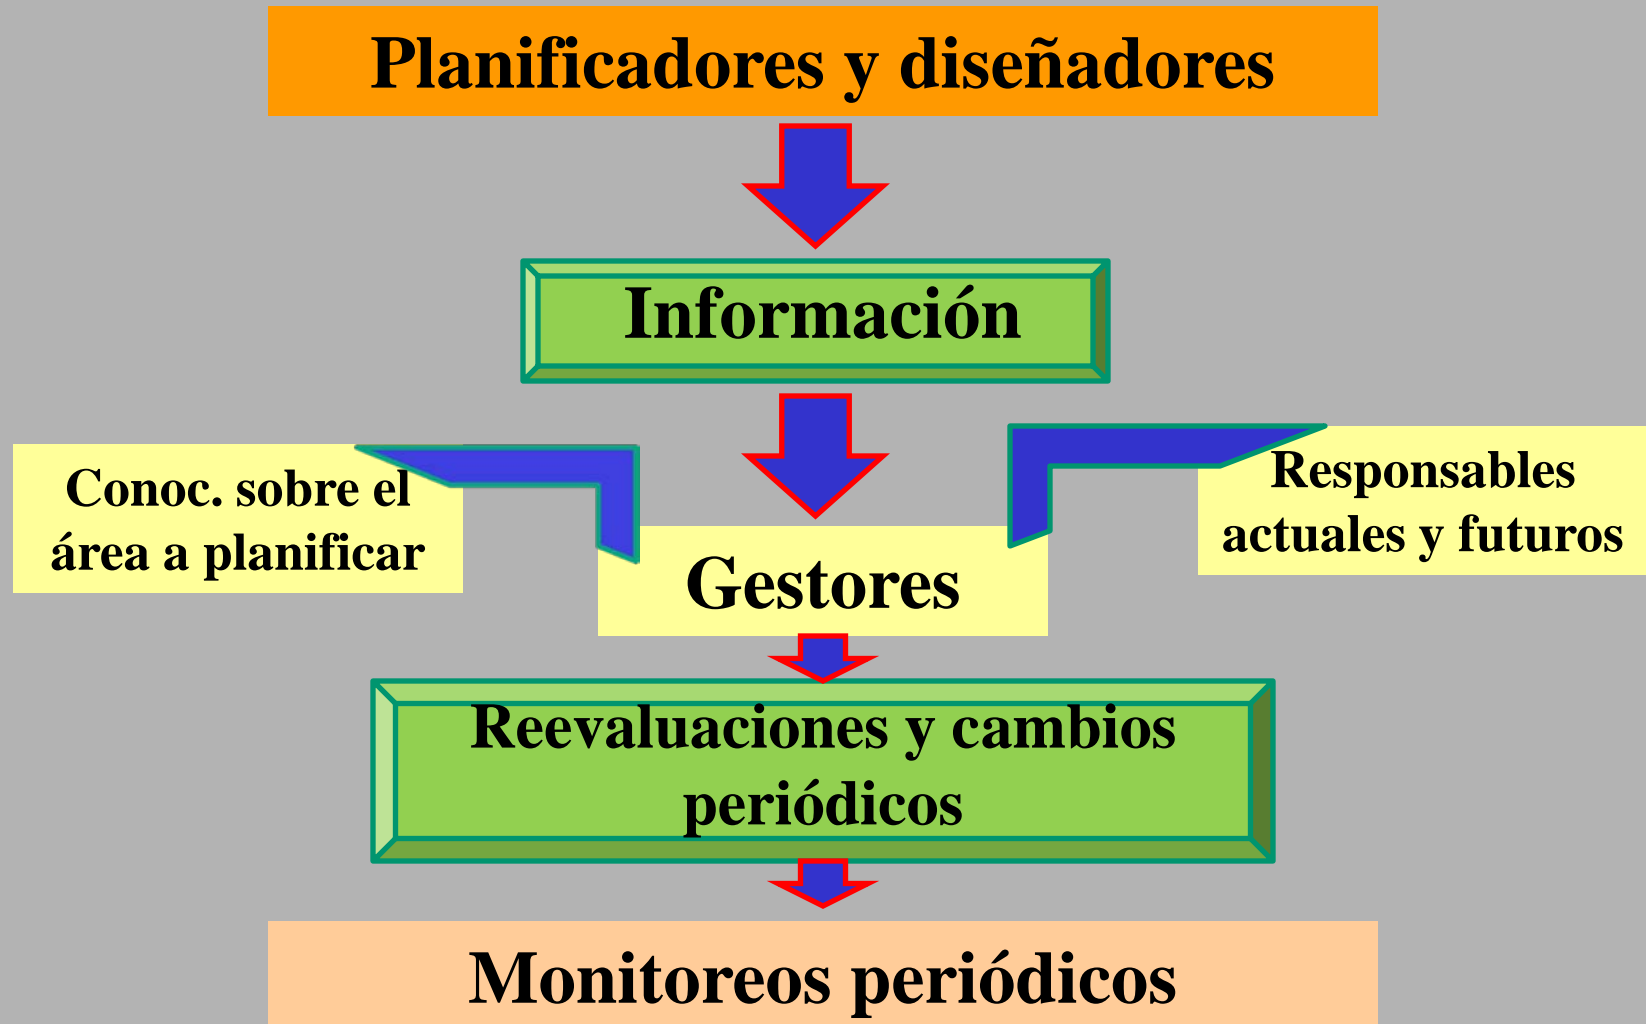 Planificadores y diseñadores
Información
Conoc. sobre el
área a planificar
Responsables
actuales y futuros
Gestores
Reevaluaciones y cambios
periódicos
Monitoreos periódicos